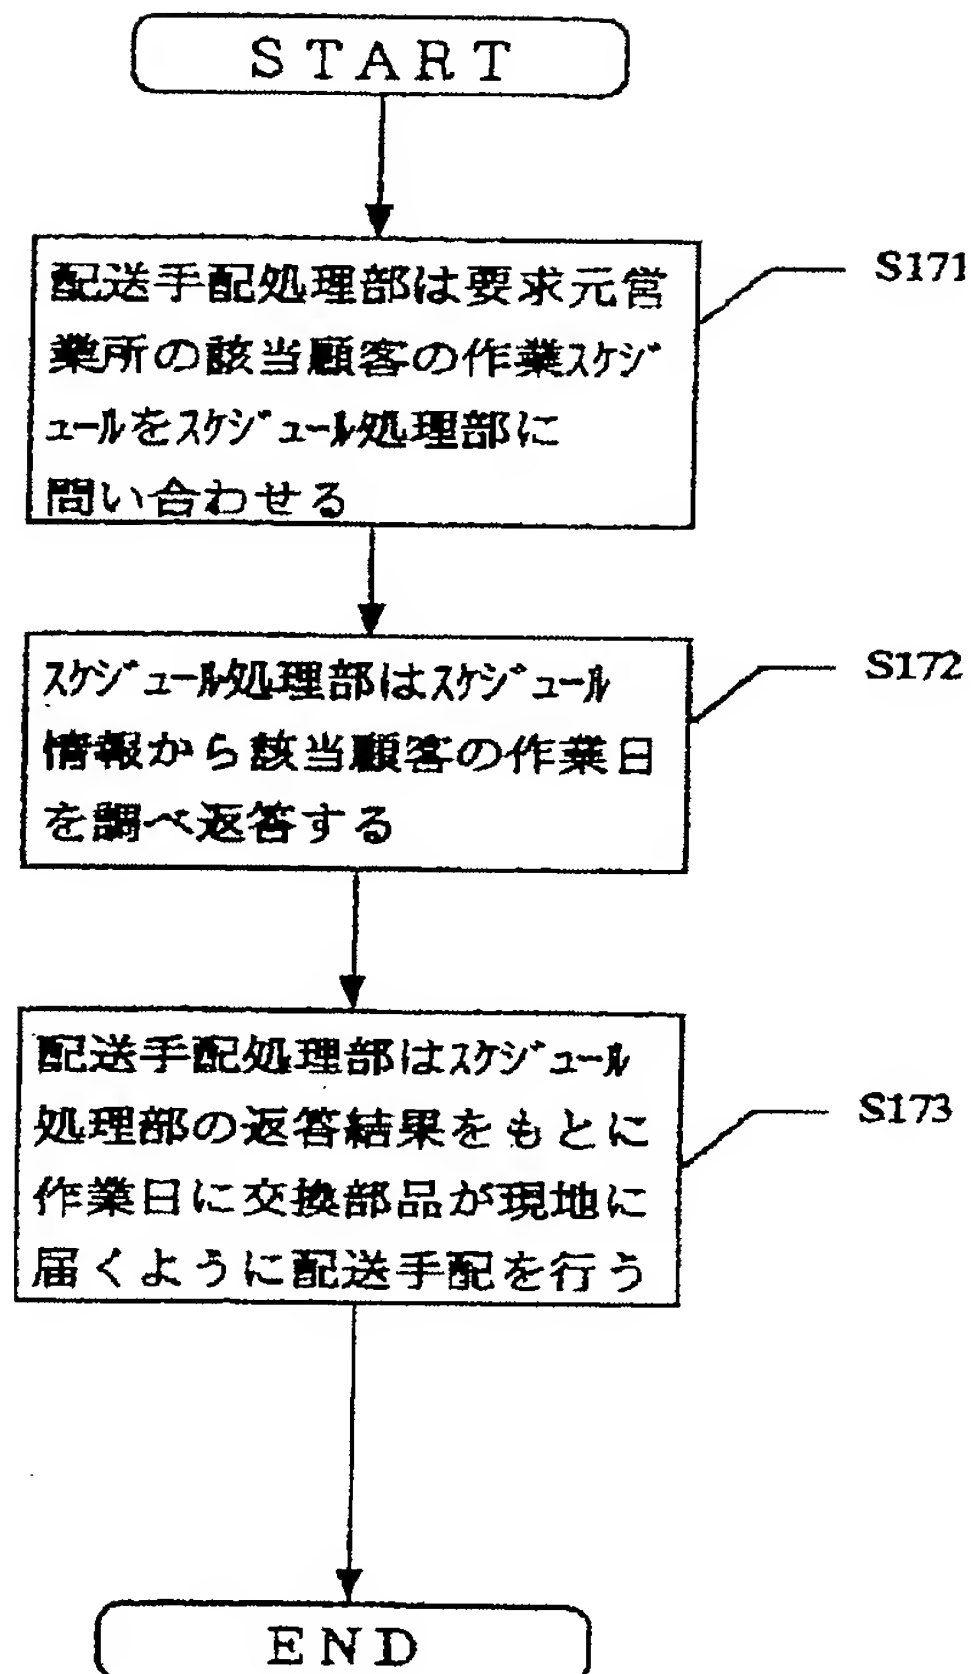 START
配送手配処理部は要求元営
業所の該当顧客の作業ｽｹｼﾞ
ｭｰﾙをｽｹｼﾞｭｰﾙ処理部に
問い合わせる
S171
ｽｹｼﾞｭｰﾙ処理部はｽｹｼﾞｭｰﾙ
情報から該当顧客の作業日
を調べ返答する
S172
配送手配処理部はｽｹｼﾞｭｰﾙ
処理部の返答結果をもとに
作業日に交換部品が現地に
届くように配送手配を行う
S173
END